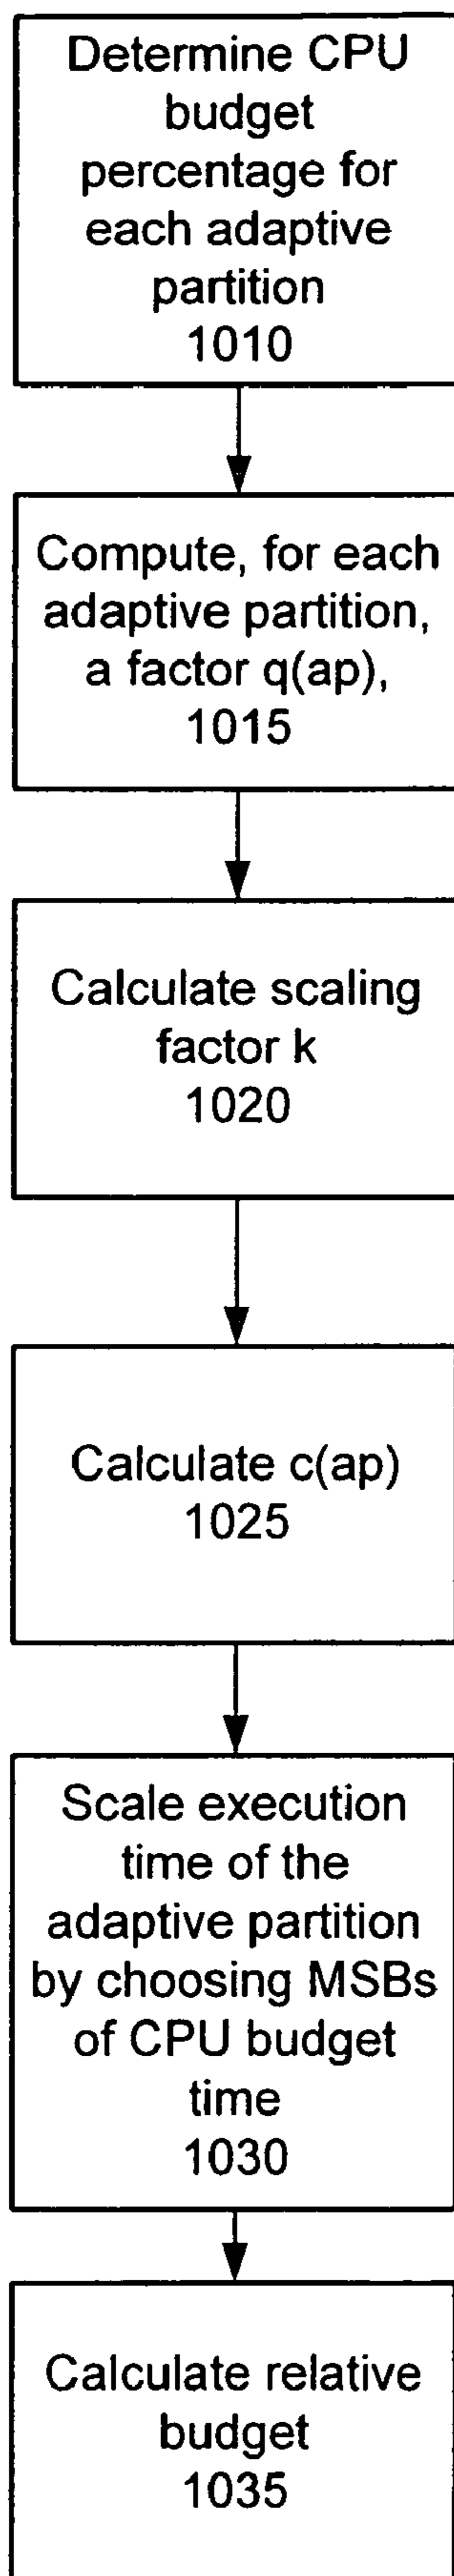 Determine CPU
budget
percentage for
each adaptive
partition
1010
Compute, for each
adaptive partition,
a factor q(ap),
1015
Calculate scaling
factor k
1020
Calculate c(ap)
1025
Scale execution
time of the
adaptive partition
by choosing MSBs
of CPU budget
time
1030
Calculate relative
budget
1035